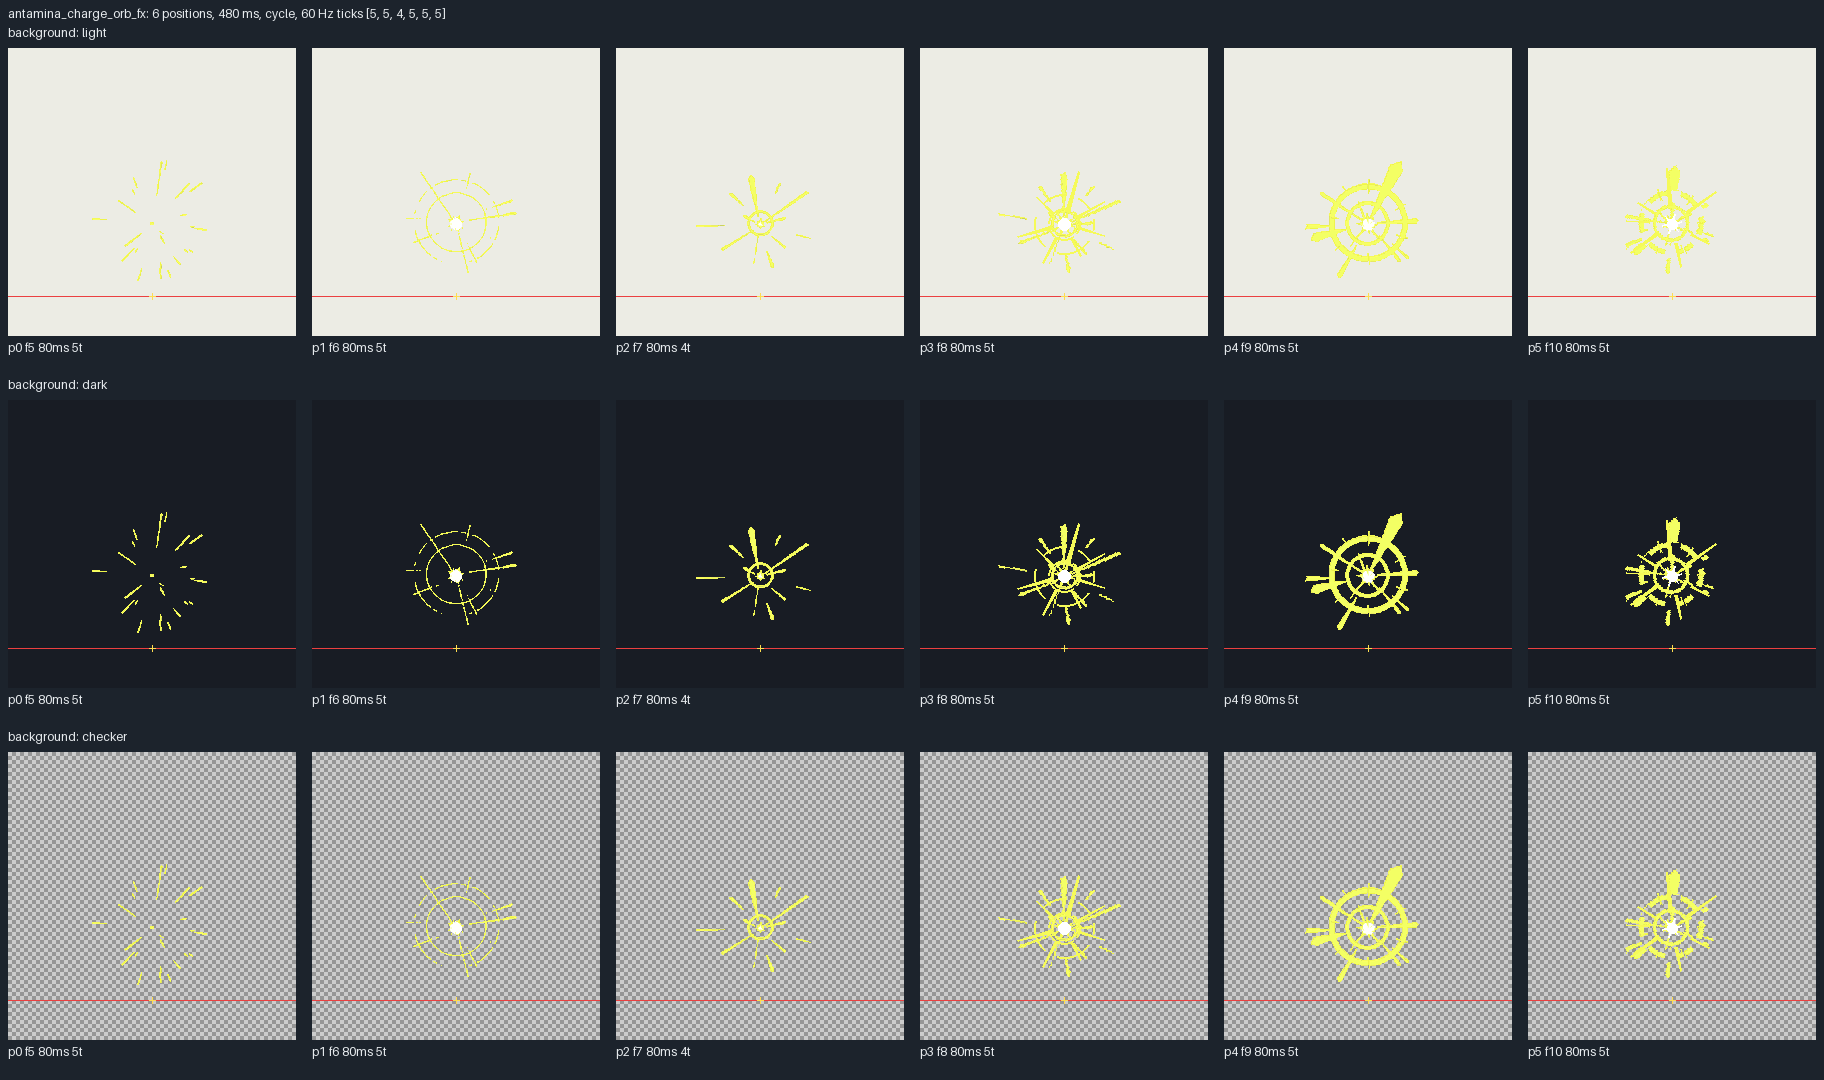 antamina_charge_orb_fx: 6 positions, 480 ms, cycle, 60 Hz ticks [5, 5, 4, 5, 5, 5]
background: light
p0 f5 80ms 5t
p1 f6 80ms 5t
p2 f7 80ms 4t
p3 f8 80ms 5t
p4 f9 80ms 5t
p5 f10 80ms 5t
background: dark
p0 f5 80ms 5t
p1 f6 80ms 5t
p2 f7 80ms 4t
p3 f8 80ms 5t
p4 f9 80ms 5t
p5 f10 80ms 5t
background: checker
p0 f5 80ms 5t
p1 f6 80ms 5t
p2 f7 80ms 4t
p3 f8 80ms 5t
p4 f9 80ms 5t
p5 f10 80ms 5t